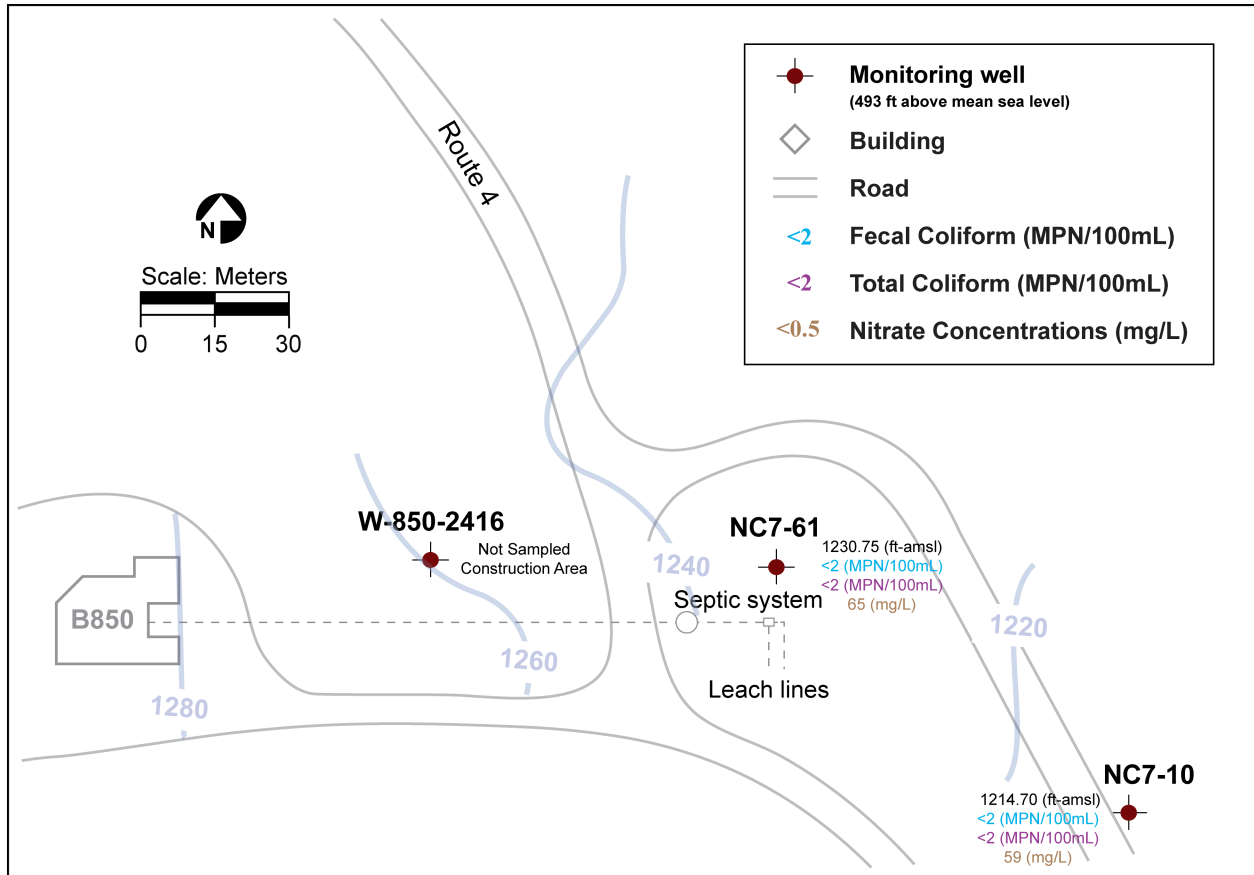 Monitoring well
(493 ft above mean sea level)
Building
Road
<2 Fecal Coliform (MPN/100mL)
<2 Total Coliform (MPN/100mL)
<0.5 Nitrate Concentrations (mg/L)
Route 4
N
Scale: Meters
0 15 30
W-850-2416
Not Sampled
Construction Area
NC7-61
1230.75 (ft-amsl)
<2 (MPN/100mL)
<2 (MPN/100mL)
65 (mg/L)
1240
Septic system
B850
1220
1260
Leach lines
1280
NC7-10
1214.70 (ft-amsl)
<2 (MPN/100mL)
<2 (MPN/100mL)
59 (mg/L)